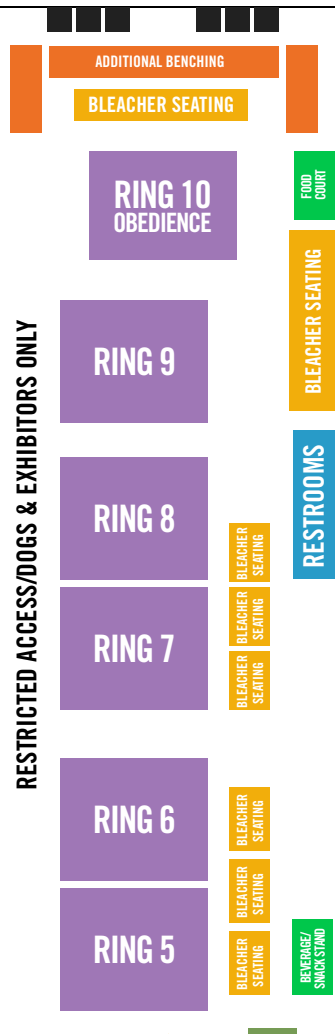 ADDITIONAL BENCHING
BLEACHER SEATING
RING 10
OBEDIENCE
FOOD
COURT
BLEACHER SEATING
RING 9
RESTRICTED ACCESS/DOGS & EXHIBITORS ONLY
RESTROOMS
RING 8
BLEACHER
SEATING
BLEACHER
SEATING
RING 7
BLEACHER
SEATING
RING 6
BLEACHER
SEATING
BLEACHER
SEATING
RING 5
BLEACHER
SEATING
BEVERAGE/
SNACK STAND